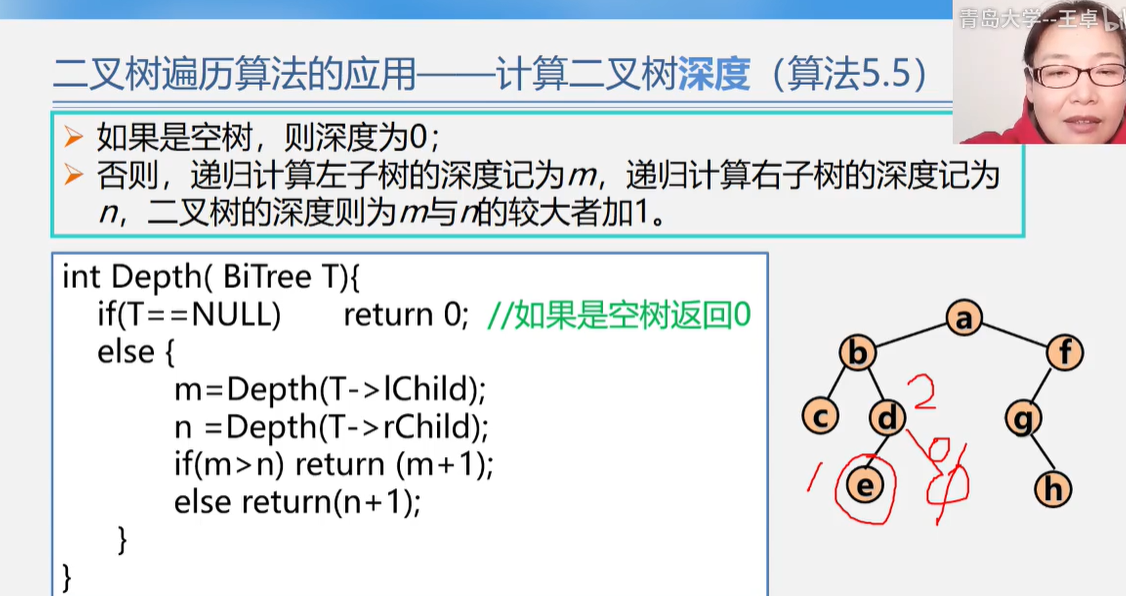 青岛大学--王卓
二叉树遍历算法的应用——计算二叉树深度（算法5.5）
如果是空树，则深度为0；
否则，递归计算左子树的深度记为m，递归计算右子树的深度记为
n，二叉树的深度则为m与n的较大者加1。
int Depth( BiTree T){
if(T==NULL) return 0; //如果是空树返回0
else {
m=Depth(T->lChild);
n =Depth(T->rChild);
if(m>n) return (m+1);
else return(n+1);
}
}
a
b f
c d 2 g
0
1 e h